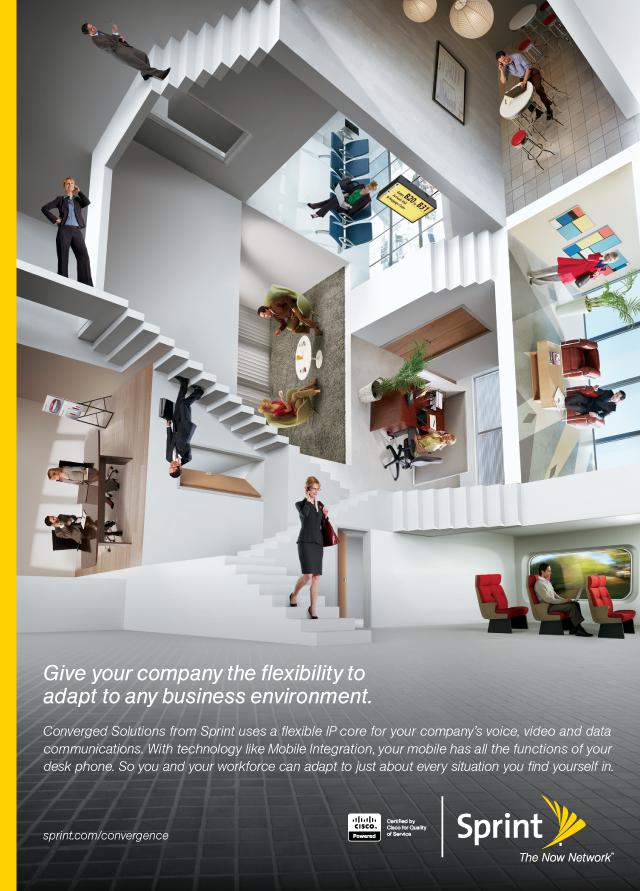 B20 to B31
Give your company the flexibility to
adapt to any business environment.
Converged Solutions from Sprint uses a flexible IP core for your company's voice, video and data
communications. With technology like Mobile Integration, your mobile has all the functions of your
desk phone. So you and your workforce can adapt to just about every situation you find yourself in.
sprint.com/convergence
CISCO.
Powered
Certified by
Cisco for Quality
of Service
Sprint
The Now Network™